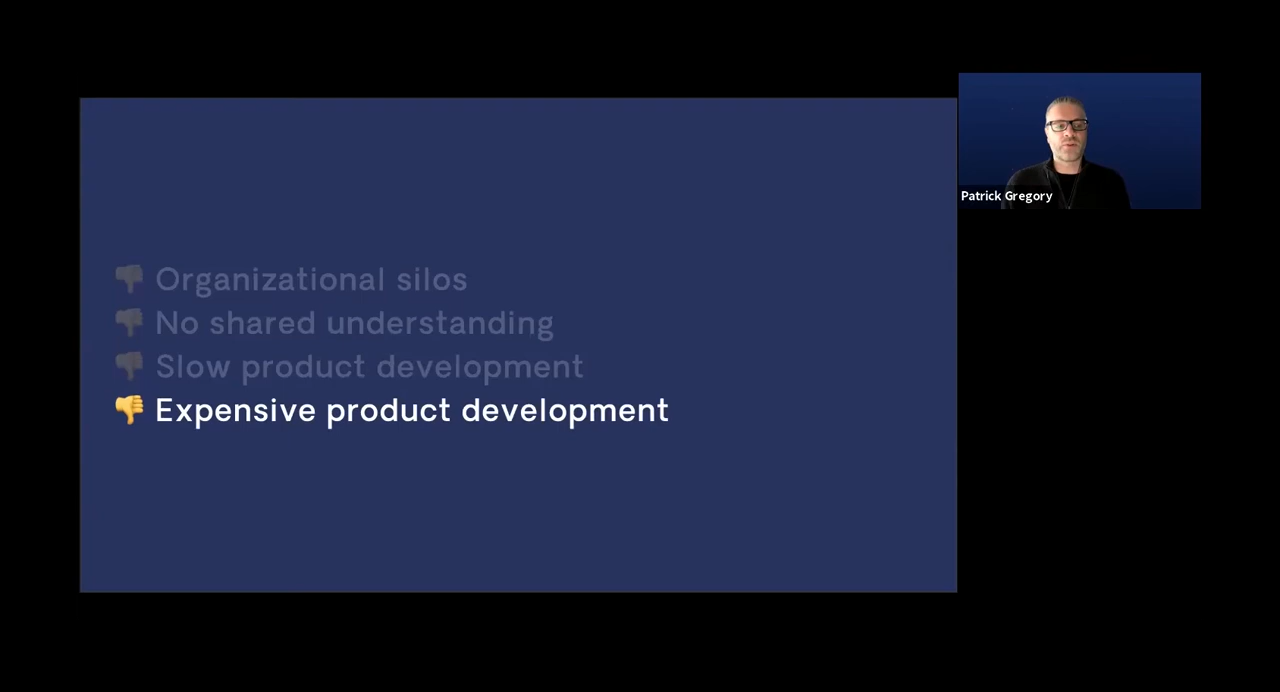 👎 Organizational silos
👎 No shared understanding
👎 Slow product development
👎 Expensive product development
Patrick Gregory